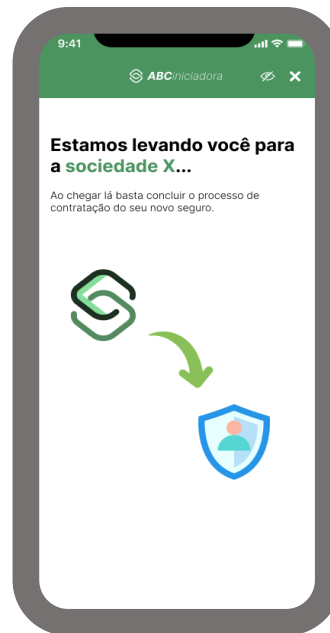 9:41
ABCiniciadora
Estamos levando você para
a sociedade X...
Ao chegar lá basta concluir o processo de
contratação do seu novo seguro.